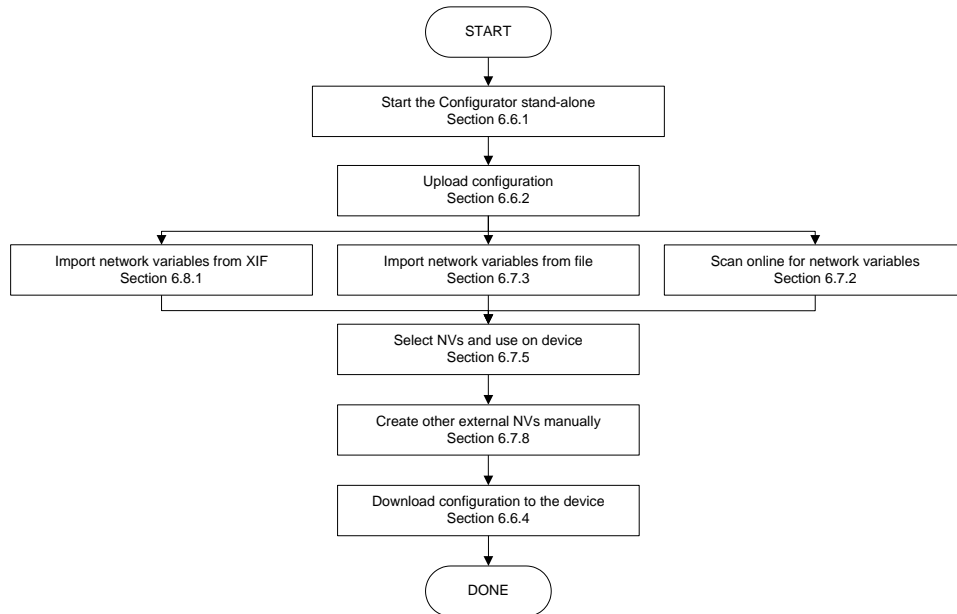 START
Start the Configurator stand-alone
Section 6.6.1
Upload configuration
Section 6.6.2
Import network variables from XIF
Section 6.8.1
Import network variables from file
Section 6.7.3
Scan online for network variables
Section 6.7.2
Select NVs and use on device
Section 6.7.5
Create other external NVs manually
Section 6.7.8
Download configuration to the device
Section 6.6.4
DONE